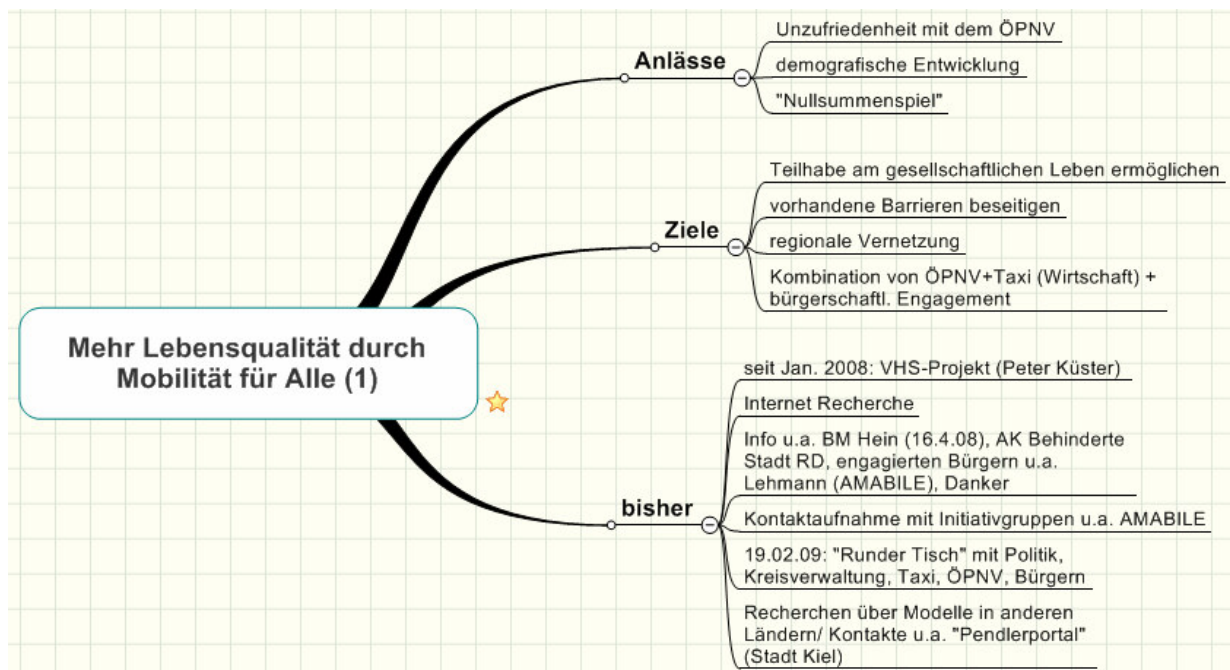 Mehr Lebensqualität durch
Mobilität für Alle (1)
Anlässe
Unzufriedenheit mit dem ÖPNV
demografische Entwicklung
"Nullsummenspiel"
Ziele
Teilhabe am gesellschaftlichen Leben ermöglichen
vorhandene Barrieren beseitigen
regionale Vernetzung
Kombination von ÖPNV+Taxi (Wirtschaft) +
bürgerschaftl. Engagement
bisher
seit Jan. 2008: VHS-Projekt (Peter Küster)
Internet Recherche
Info u.a. BM Hein (16.4.08), AK Behinderte
Stadt RD, engagierten Bürgern u.a.
Lehmann (AMABILE), Danker
Kontaktaufnahme mit Initiativgruppen u.a. AMABILE
19.02.09: "Runder Tisch" mit Politik,
Kreisverwaltung, Taxi, ÖPNV, Bürgern
Recherchen über Modelle in anderen
Ländern/ Kontakte u.a. "Pendlerportal"
(Stadt Kiel)